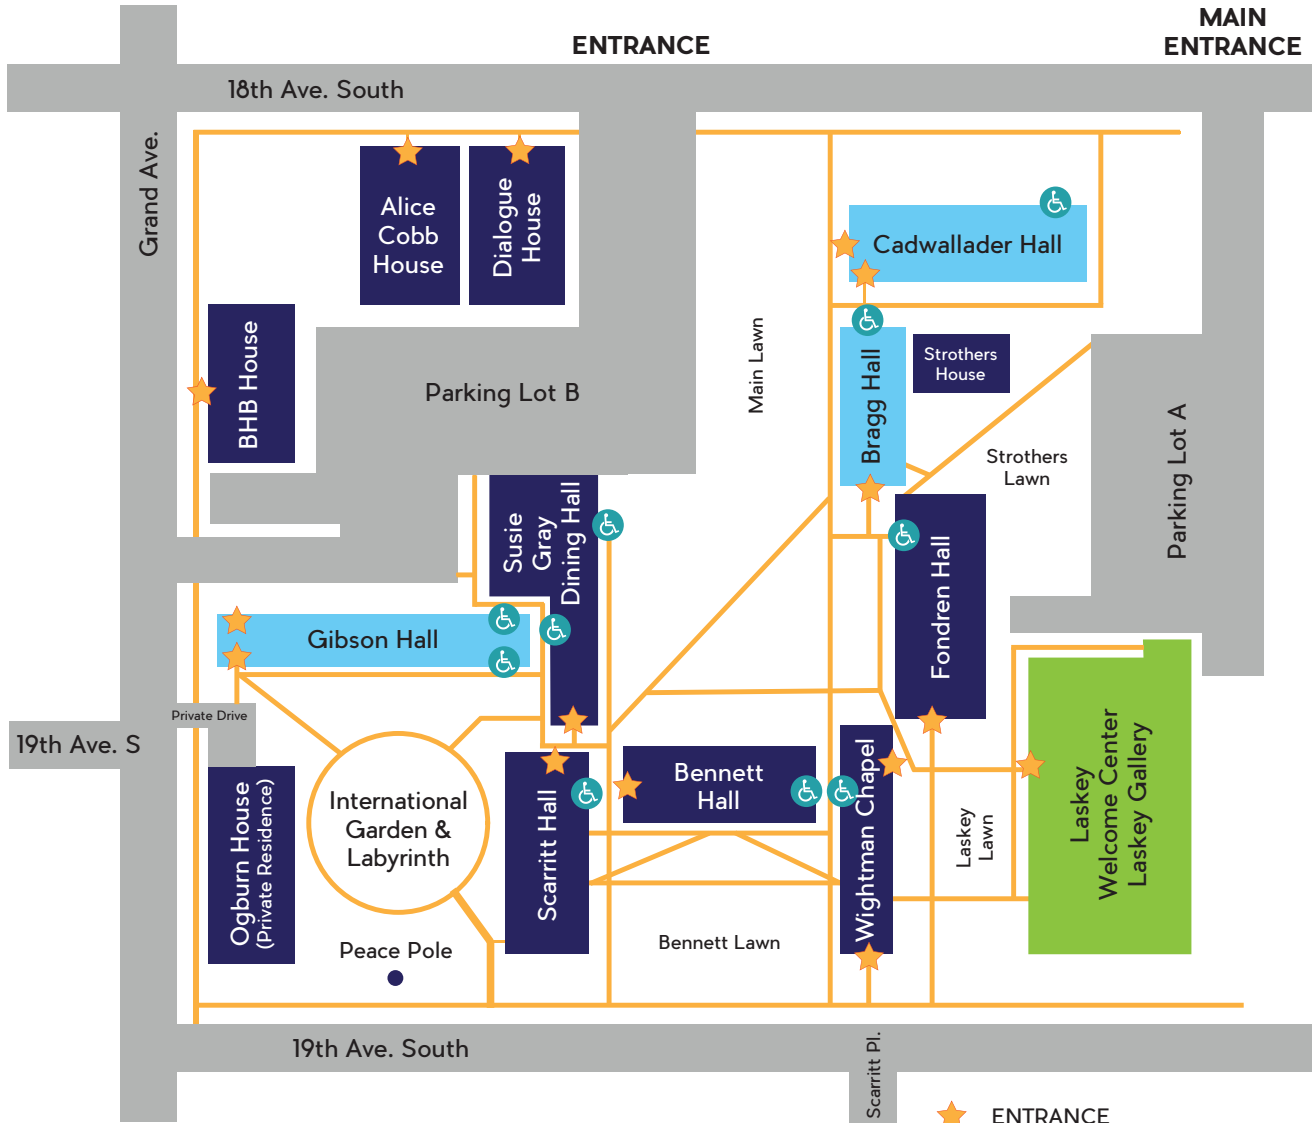 MAIN
ENTRANCE
ENTRANCE
18th Ave. South
Grand Ave.
Alice
Cobb
House
Dialogue
House
Cadwallader Hall
BHB House
Parking Lot B
Main Lawn
Bragg Hall
Strothers
House
Strothers
Lawn
Parking Lot A
Susie
Gray
Dining Hall
Fondren Hall
Gibson Hall
Private Drive
19th Ave. S
Ogburn House
(Private Residence)
International
Garden &
Labyrinth
Scarritt Hall
Bennett
Hall
Wightman Chapel
Laskey
Lawn
Laskey
Welcome Center
Laskey Gallery
Peace Pole
Bennett Lawn
19th Ave. South
Scarritt Pl.
ENTRANCE